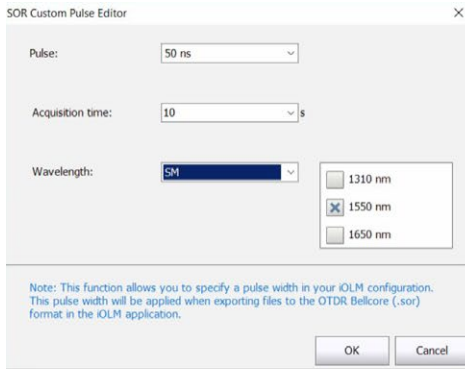 SOR Custom Pulse Editor
Pulse: 50 ns
Acquisition time: 10 s
Wavelength: SM
1310 nm
1550 nm
1650 nm
Note: This function allows you to specify a pulse width in your iOLM configuration.
This pulse width will be applied when exporting files to the OTDR Bellcore (.sor)
format in the iOLM application.
OK Cancel